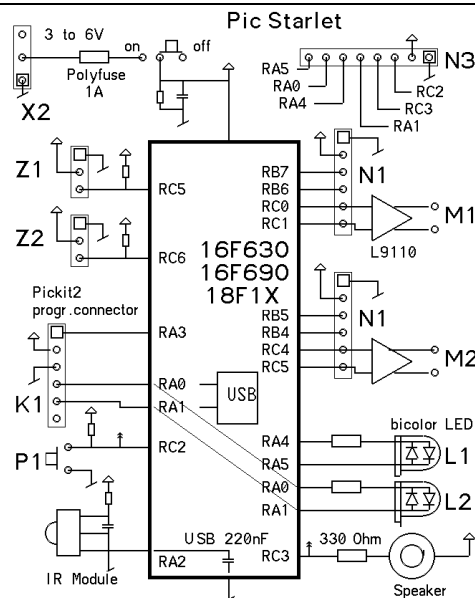 Pic Starlet
3 to 6V
on
off
Polyfuse
1A
X2
N3
RA5
RA0
RA4
RC2
RC3
RA1
Z1
RC5
Z2
RC6
RB7
RB6
RC0
RC1
N1
M1
L9110
16F630
16F690
18F1X
Pickit2
progr.connector
K1
RA3
RA0
RA1
USB
RB5
RB4
RC4
RC5
N1
M2
P1
RC2
bicolor LED
RA4
RA5
L1
RA0
RA1
L2
IR Module
RA2
USB 220nF
RC3
330 Ohm
Speaker